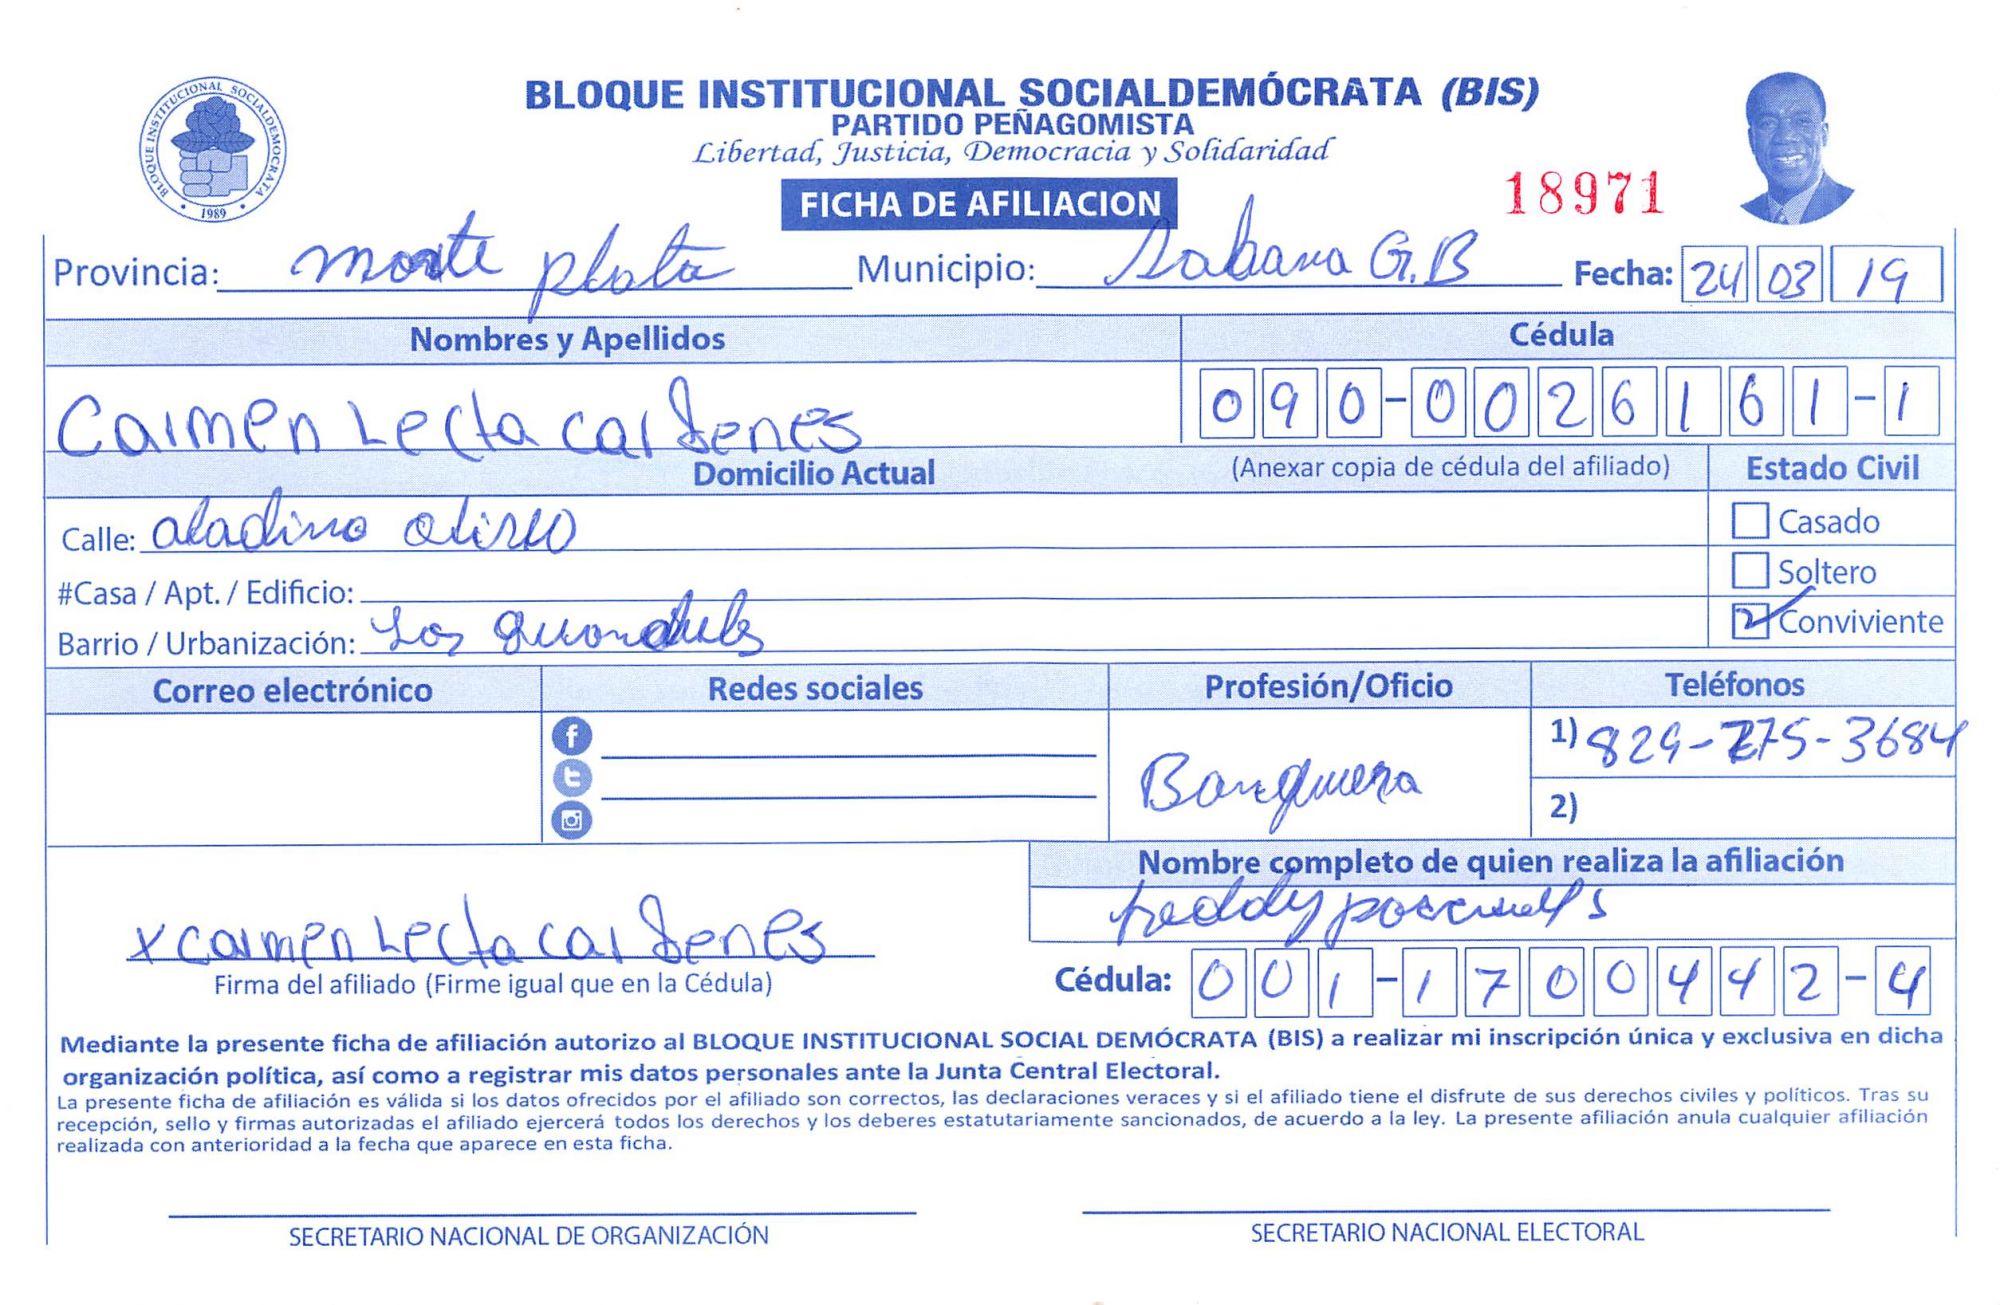 BLOQUE INSTITUCIONAL SOCIALDEMÓCRATA (BIS)
PARTIDO PEÑAGOMISTA
Libertad, Justicia, Democracia y Solidaridad
BLOQUE INSTITUCIONAL SOCIALDEMOCRATA
1989
FICHA DE AFILIACION
18971
Provincia: monte plata Municipio: Sabana G.B Fecha: 24 03 19
Nombres y Apellidos Cédula
Carmen Lecta cardenes 090-0026161-1
Domicilio Actual (Anexar copia de cédula del afiliado) Estado Civil
Calle: aladino Casado
#Casa / Apt. / Edificio: Soltero
Barrio / Urbanización: Los Conviviente
Correo electrónico Redes sociales Profesión/Oficio Teléfonos
Banquera 1) 829-275-3684
2)
Nombre completo de quien realiza la afiliación
freddy
x Carmen Lecta cardenes
Firma del afiliado (Firme igual que en la Cédula) Cédula: 001-1700442-4
Mediante la presente ficha de afiliación autorizo al BLOQUE INSTITUCIONAL SOCIAL DEMÓCRATA (BIS) a realizar mi inscripción única y exclusiva en dicha
organización política, así como a registrar mis datos personales ante la Junta Central Electoral.
La presente ficha de afiliación es válida si los datos ofrecidos por el afiliado son correctos, las declaraciones veraces y si el afiliado tiene el disfrute de sus derechos civiles y políticos. Tras su
recepción, sello y firmas autorizadas el afiliado ejercerá todos los derechos y los deberes estatutariamente sancionados, de acuerdo a la ley. La presente afiliación anula cualquier afiliación
realizada con anterioridad a la fecha que aparece en esta ficha.
SECRETARIO NACIONAL DE ORGANIZACIÓN SECRETARIO NACIONAL ELECTORAL